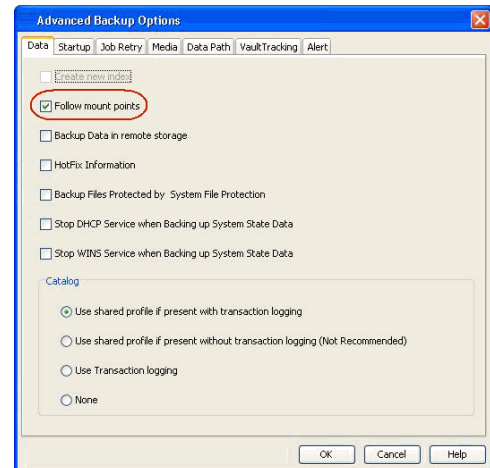 Advanced Backup Options
Data Startup Job Retry Media Data Path VaultTracking Alert
Create new index
Follow mount points
Backup Data in remote storage
HotFix Information
Backup Files Protected by System File Protection
Stop DHCP Service when Backing up System State Data
Stop WINS Service when Backing up System State Data
Catalog
Use shared profile if present with transaction logging
Use shared profile if present without transaction logging (Not Recommended)
Use Transaction logging
None
OK Cancel Help